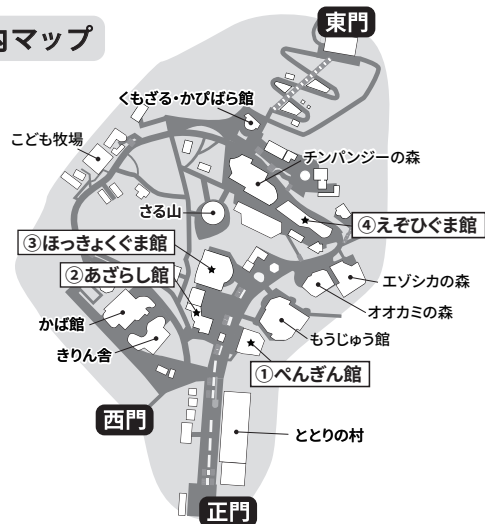 内マップ
東門
くもざる・かぴばら館
こども牧場
チンパンジーの森
さる山
④えぞひぐま館
③ほっきょくぐま館
②あざらし館
エゾシカの森
オオカミの森
かば館
もうじゅう館
きりん舎
①ぺんぎん館
西門
ととりの村
正門